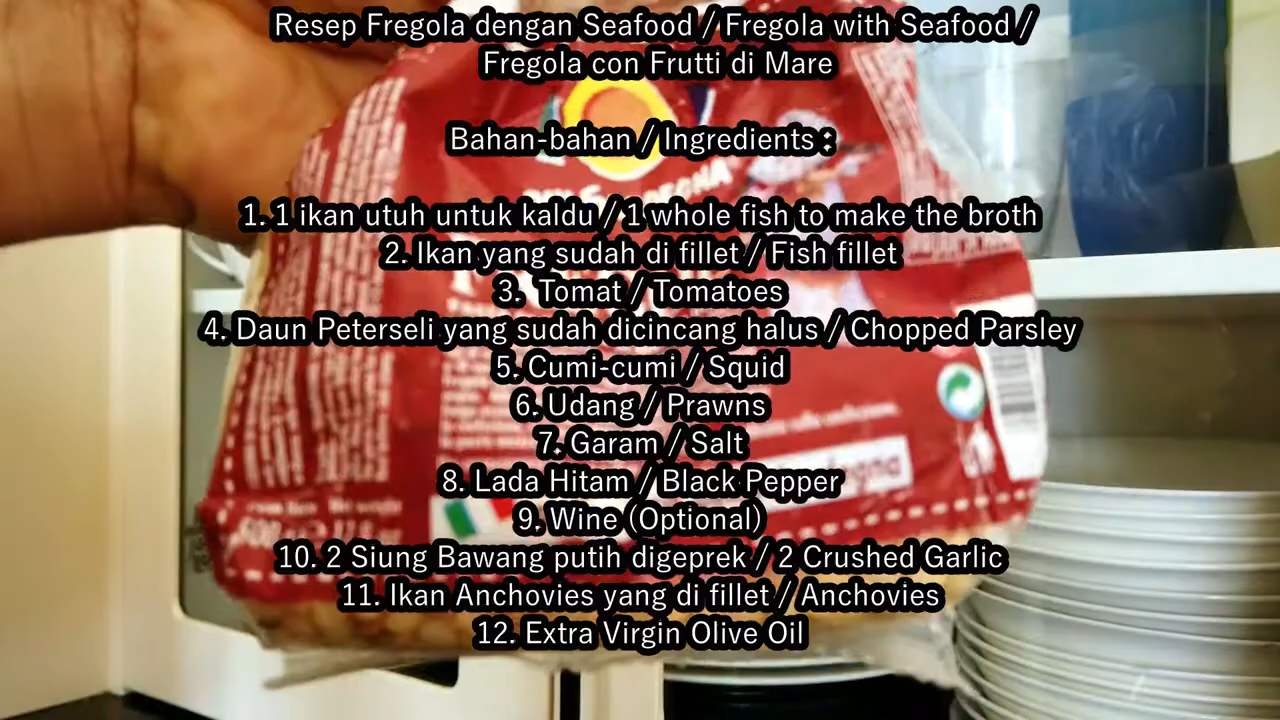 Resep Fregola dengan Seafood / Fregola with Seafood /
Fregola con Frutti di Mare
Bahan-bahan / Ingredients :
1. 1 ikan utuh untuk kaldu / 1 whole fish to make the broth
2. Ikan yang sudah di fillet / Fish fillet
3. Tomat / Tomatoes
4. Daun Peterseli yang sudah dicincang halus / Chopped Parsley
5. Cumi-cumi / Squid
6. Udang / Prawns
7. Garam / Salt
8. Lada Hitam / Black Pepper
9. Wine (Optional)
10. 2 Siung Bawang putih digeprek / 2 Crushed Garlic
11. Ikan Anchovies yang di fillet / Anchovies
12. Extra Virgin Olive Oil